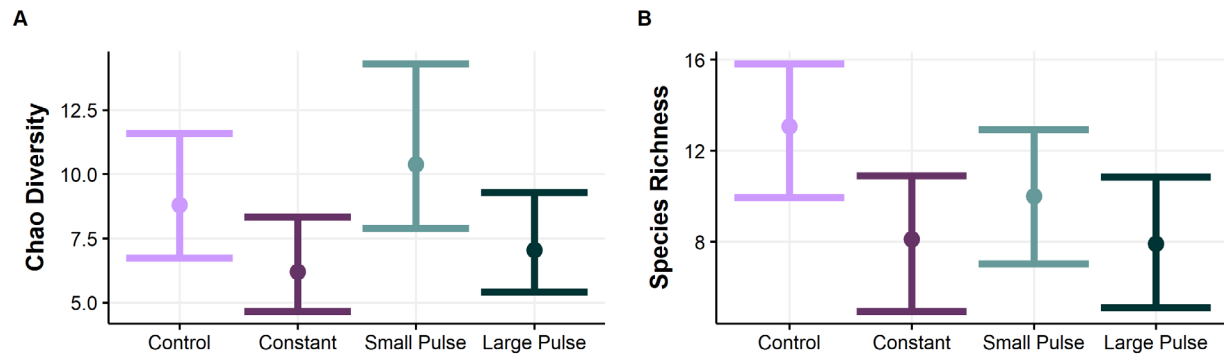 A
Chao Diversity
12.5
10.0
7.5
5.0
Control Constant Small Pulse Large Pulse
B
Species Richness
16
12
8
Control Constant Small Pulse Large Pulse